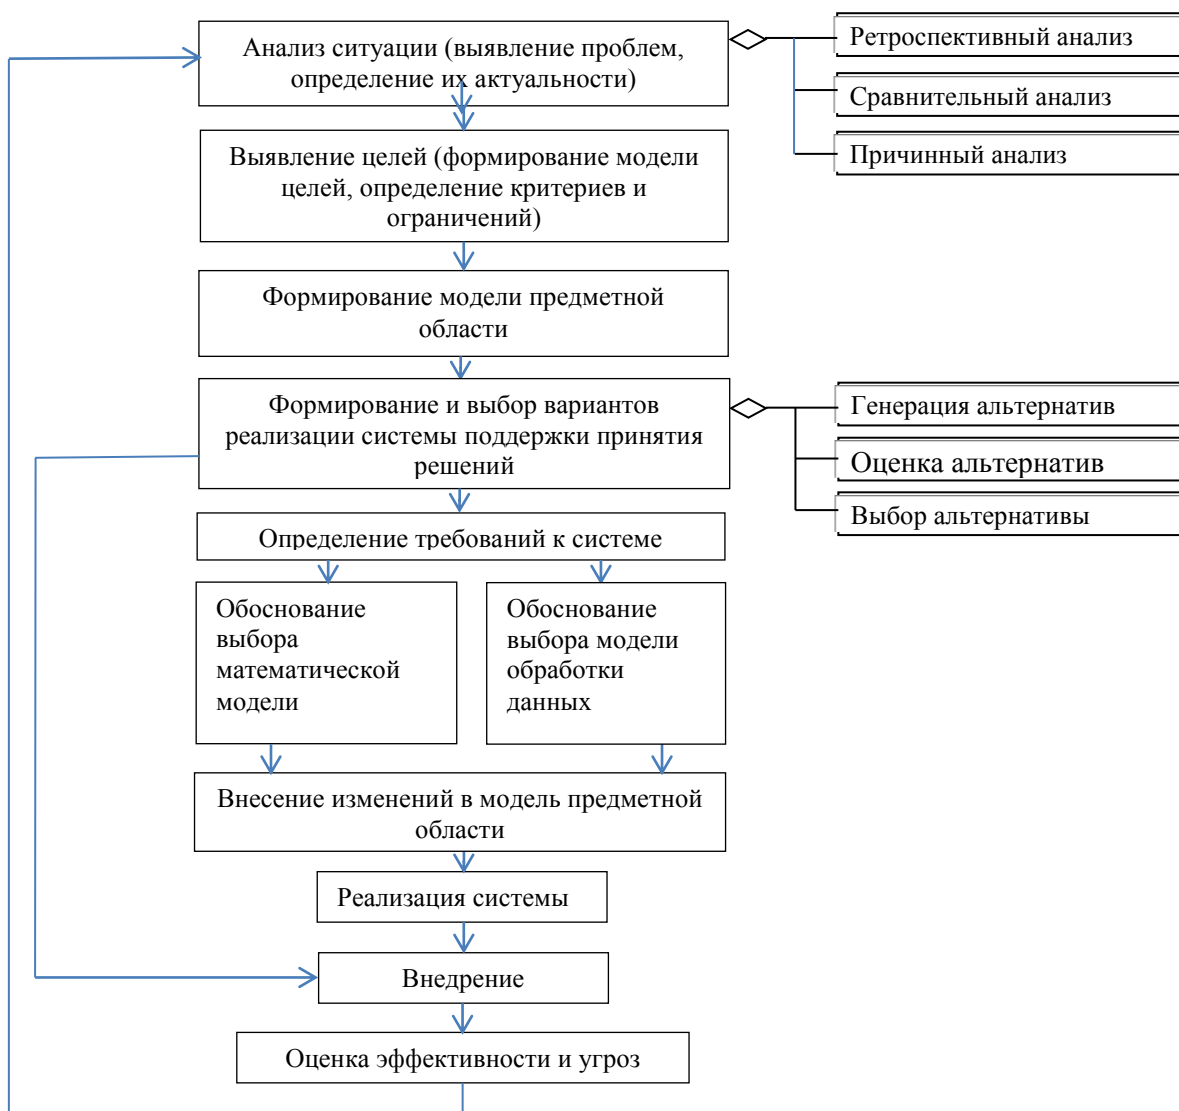 Анализ ситуации (выявление проблем,
определение их актуальности)
Ретроспективный анализ
Сравнительный анализ
Причинный анализ
Выявление целей (формирование модели
целей, определение критериев и
ограничений)
Формирование модели предметной
области
Формирование и выбор вариантов
реализации системы поддержки принятия
решений
Генерация альтернатив
Оценка альтернатив
Выбор альтернативы
Определение требований к системе
Обоснование
выбора
математической
модели
Обоснование
выбора модели
обработки
данных
Внесение изменений в модель предметной
области
Реализация системы
Внедрение
Оценка эффективности и угроз